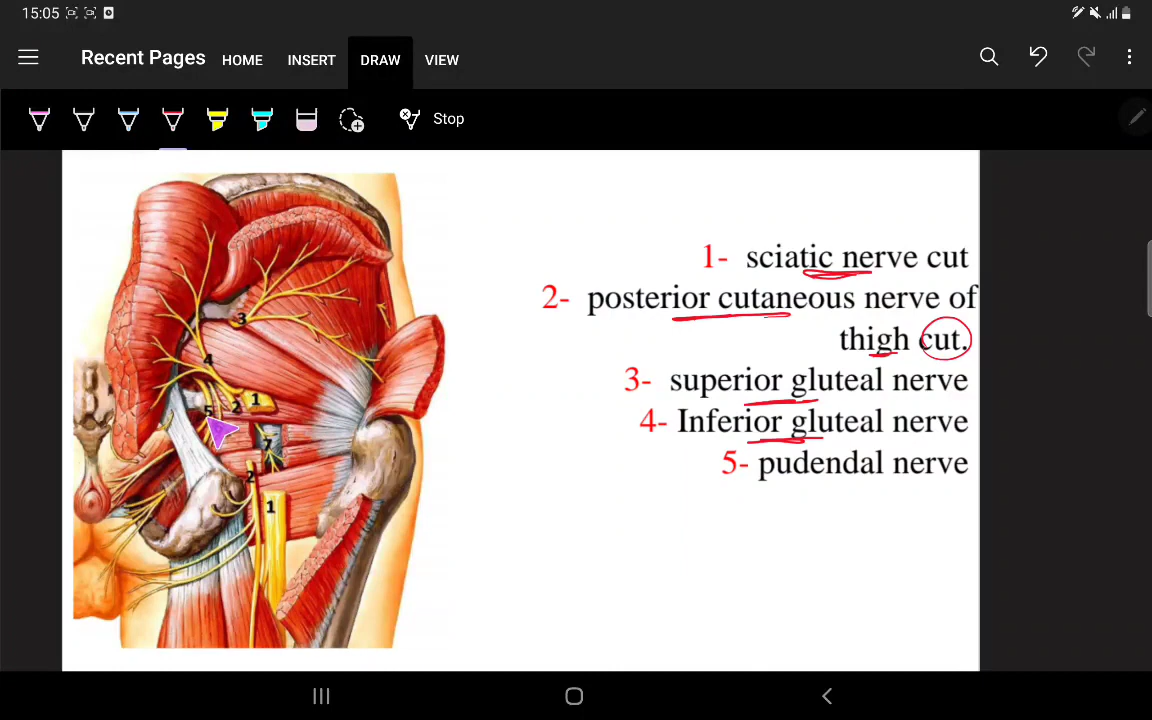 15:05
Recent Pages HOME INSERT DRAW VIEW
Stop
1- sciatic nerve cut
2- posterior cutaneous nerve of
thigh cut.
3- superior gluteal nerve
4- Inferior gluteal nerve
5- pudendal nerve
3
4
1
2
5
7
2
1